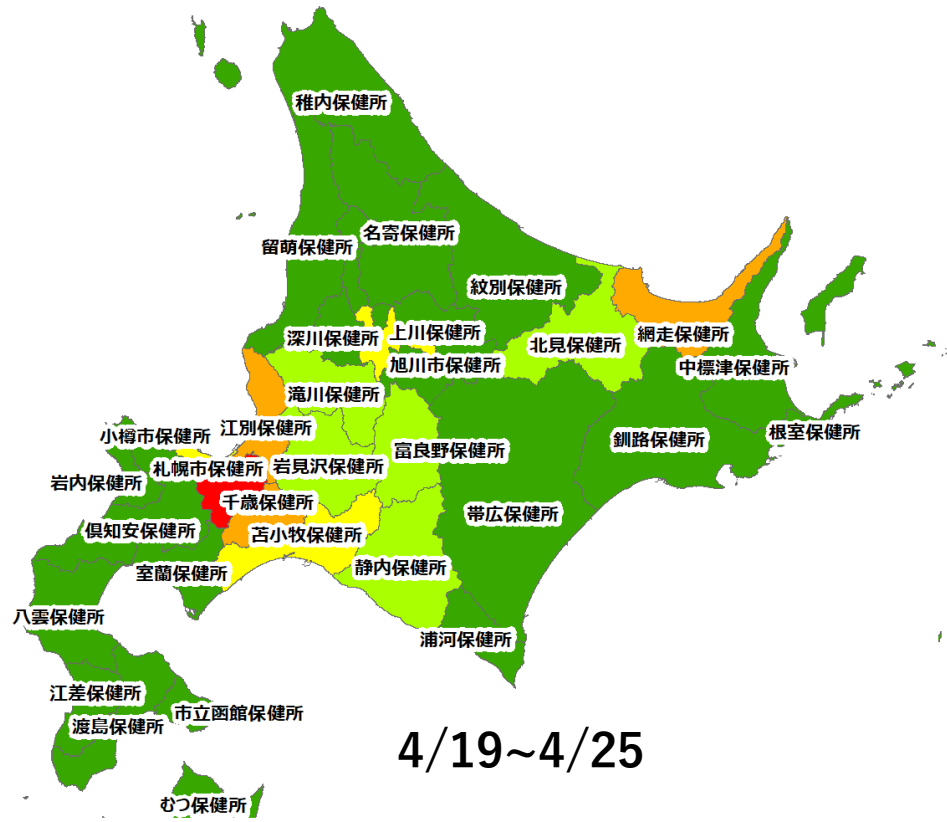 稚内保健所
名寄保健所
留萌保健所
紋別保健所
深川保健所
上川保健所
網走保健所
北見保健所
旭川市保健所
中標津保健所
滝川保健所
江別保健所
根室保健所
小樽市保健所
釧路保健所
富良野保健所
札幌市保健所
岩見沢保健所
岩内保健所
千歳保健所
帯広保健所
倶知安保健所
苫小牧保健所
室蘭保健所
静内保健所
八雲保健所
浦河保健所
江差保健所
市立函館保健所
渡島保健所
4/19~4/25
むつ保健所